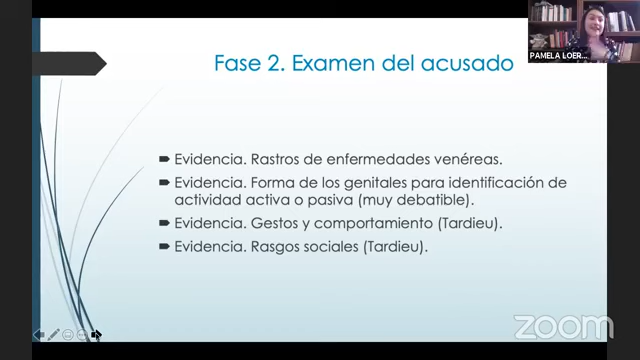 PAMELA LOER...
Fase 2. Examen del acusado
Evidencia. Rastros de enfermedades venéreas.
Evidencia. Forma de los genitales para identificación de
actividad activa o pasiva (muy debatible).
Evidencia. Gestos y comportamiento (Tardieu).
Evidencia. Rasgos sociales (Tardieu).
zoom